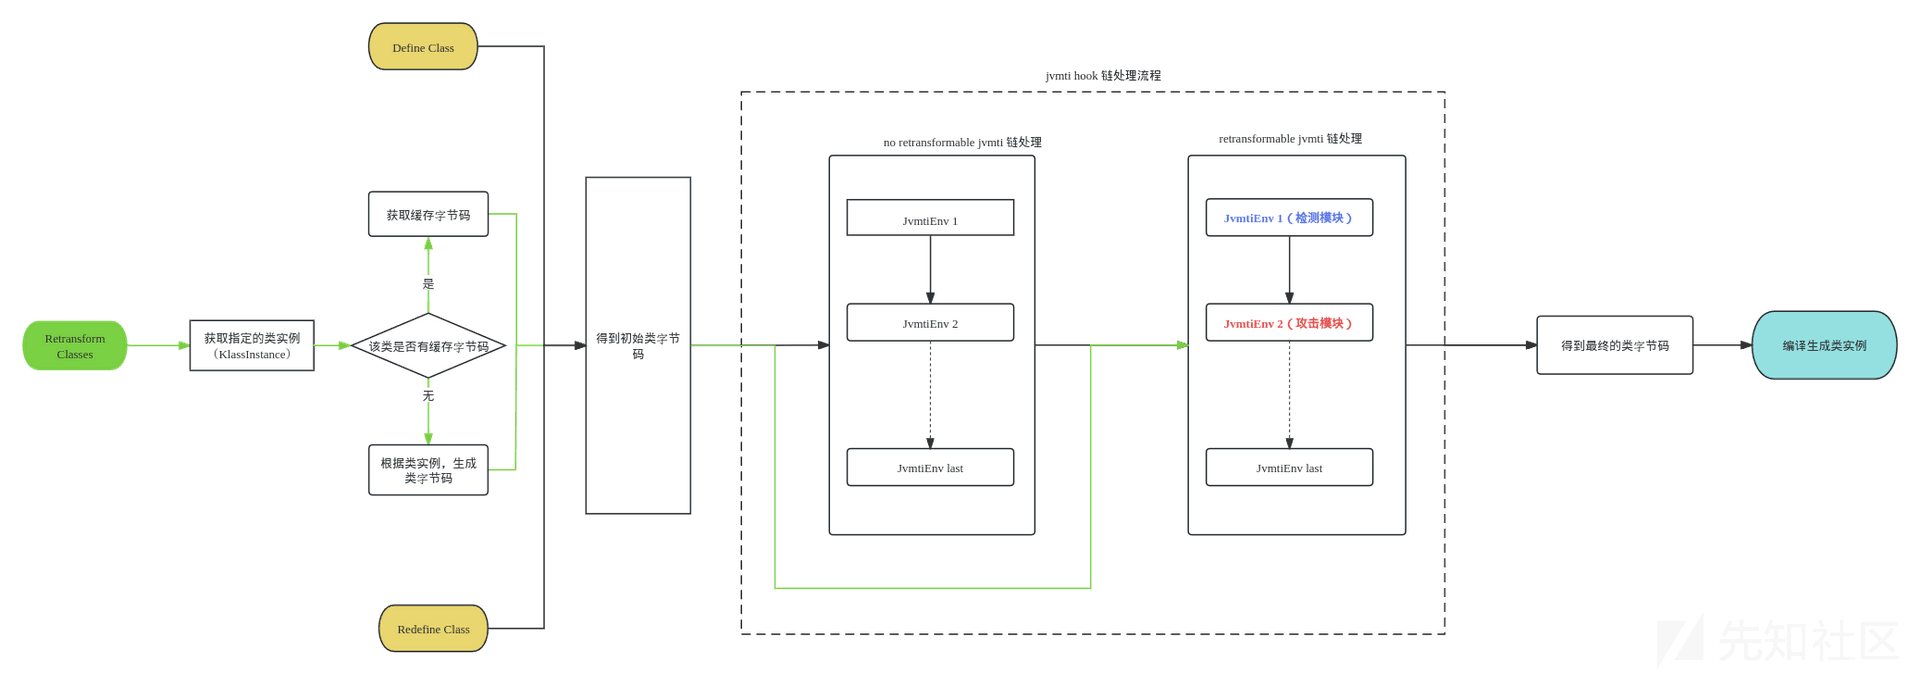 Define Class
jvmti hook 链处理流程
no retransformable jvmti 链处理
retransformable jvmti 链处理
获取缓存字节码
JvmtiEnv 1
JvmtiEnv 1（检测模块）
是
Retransform
Classes
获取指定的类实例
（KlassInstance）
该类是否有缓存字节码
得到初始类字节
码
JvmtiEnv 2
JvmtiEnv 2（攻击模块）
得到最终的类字节码
编译生成类实例
无
根据类实例，生成
类字节码
JvmtiEnv last
JvmtiEnv last
Redefine Class
先知社区